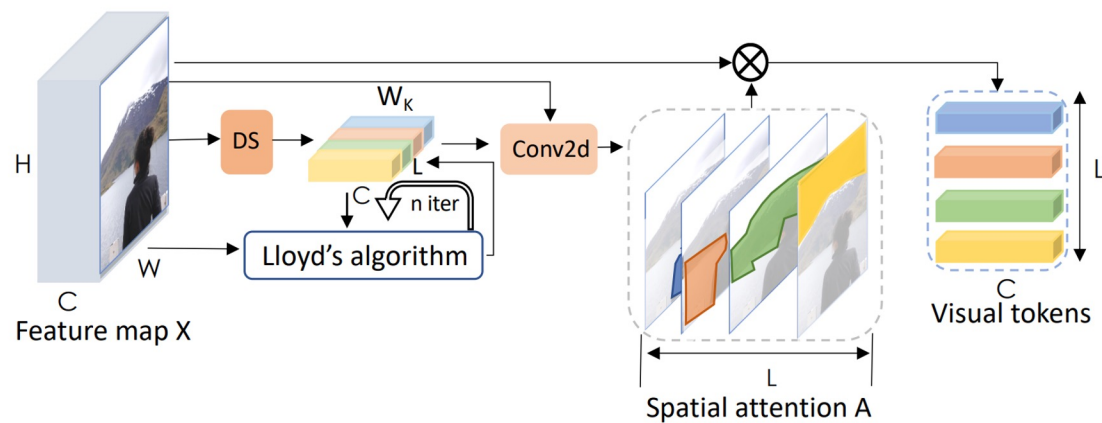 W_K
H
DS
L
Conv2d
C
n iter
L
Lloyd's algorithm
W
C
C
Feature map X
Visual tokens
L
Spatial attention A